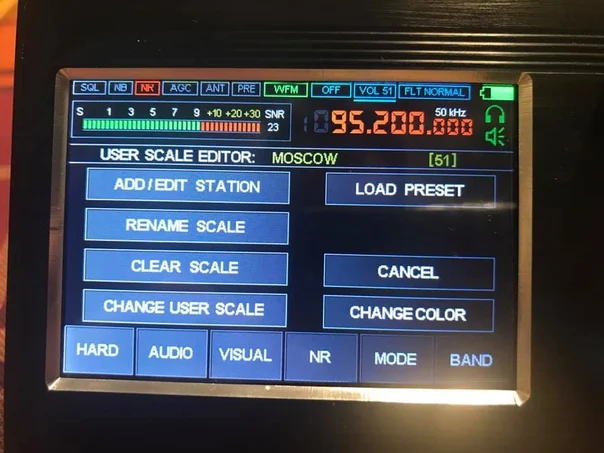 SQL NB NR AGC ANT PRE WFM OFF VOL 51 FLT NORMAL
S 1 3 5 7 9 +10 +20 +30 SNR 23
95.200.000 50 kHz
USER SCALE EDITOR: MOSCOW [51]
ADD/EDIT STATION LOAD PRESET
RENAME SCALE
CLEAR SCALE CANCEL
CHANGE USER SCALE CHANGE COLOR
HARD AUDIO VISUAL NR MODE BAND